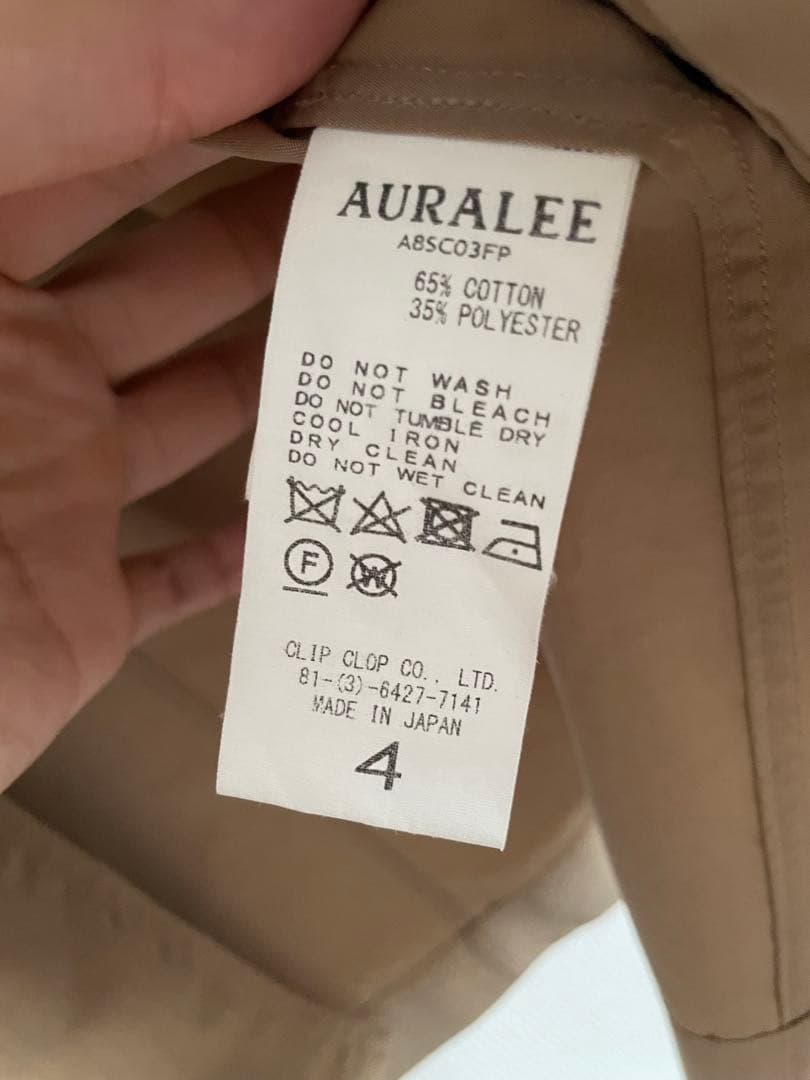 AURALEE
A8SC03FP
65% COTTON
35% POLYESTER
DO NOT WASH
DO NOT BLEACH
DO NOT TUMBLE DRY
COOL IRON
DRY CLEAN
DO NOT WET CLEAN
F W
CLIP CLOP CO., LTD.
81-(3)-6427-7141
MADE IN JAPAN
4